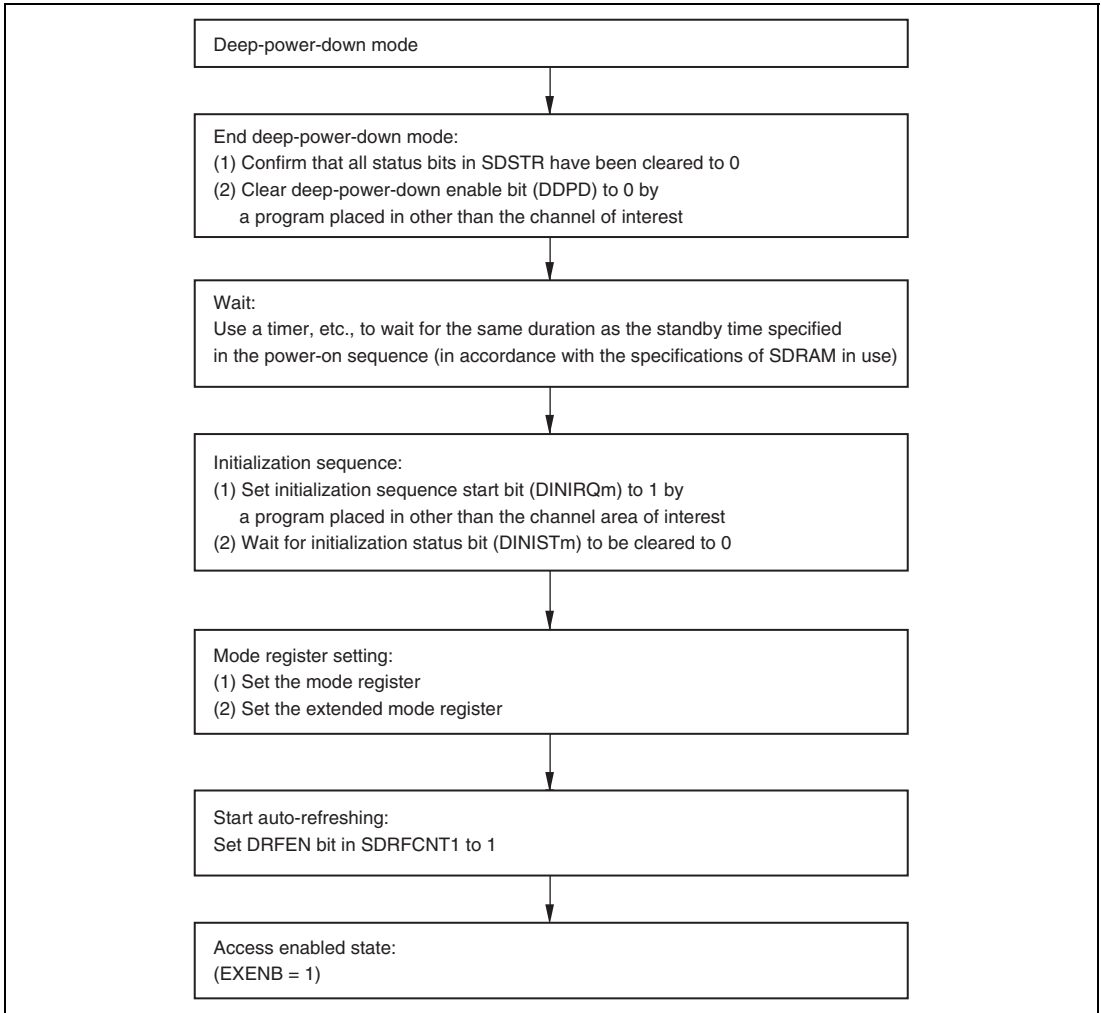 Deep-power-down mode
End deep-power-down mode:
(1) Confirm that all status bits in SDSTR have been cleared to 0
(2) Clear deep-power-down enable bit (DDPD) to 0 by
a program placed in other than the channel of interest
Wait:
Use a timer, etc., to wait for the same duration as the standby time specified
in the power-on sequence (in accordance with the specifications of SDRAM in use)
Initialization sequence:
(1) Set initialization sequence start bit (DINIRQm) to 1 by
a program placed in other than the channel area of interest
(2) Wait for initialization status bit (DINISTm) to be cleared to 0
Mode register setting:
(1) Set the mode register
(2) Set the extended mode register
Start auto-refreshing:
Set DRFEN bit in SDRFCNT1 to 1
Access enabled state:
(EXENB = 1)